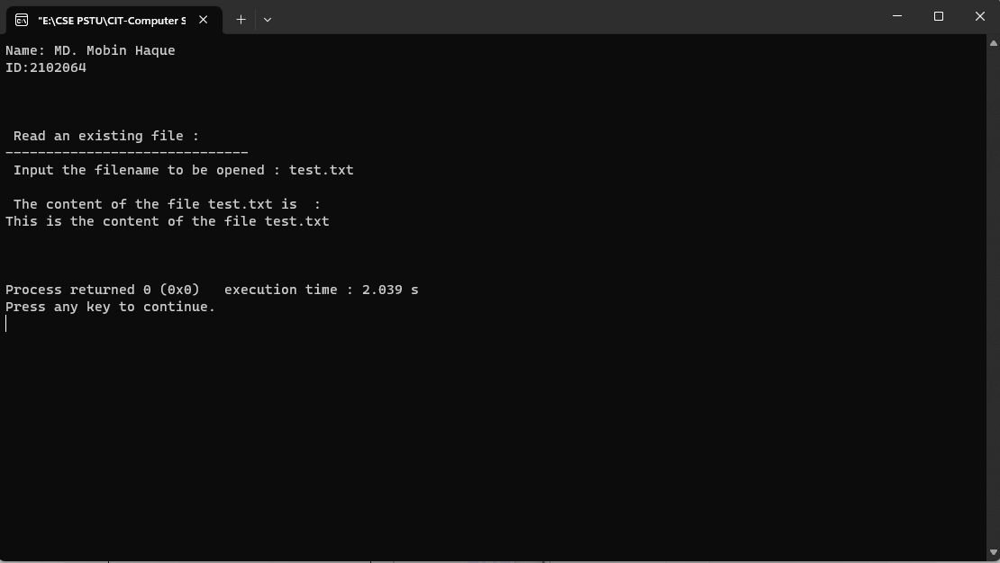 "E:\CSE PSTU\CIT-Computer S
Name: MD. Mobin Haque
ID:2102064
Read an existing file :
------------------------------
Input the filename to be opened : test.txt
The content of the file test.txt is  :
This is the content of the file test.txt
Process returned 0 (0x0)   execution time : 2.039 s
Press any key to continue.